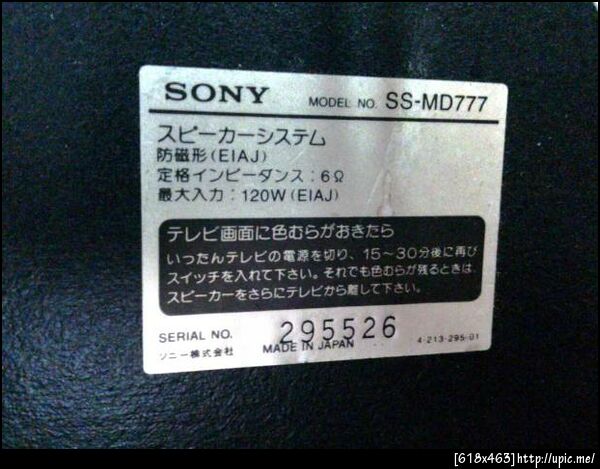 SONY MODEL NO. SS-MD777
スピーカーシステム
防磁形(EIAJ)
定格インピーダンス：6Ω
最大入力：120W(EIAJ)
テレビ画面に色むらがおきたら
いったんテレビの電源を切り、15～30分後に再び
スイッチを入れて下さい。それでも色むらが残るときは、
スピーカーをさらにテレビから離して下さい。
SERIAL NO. 295526
ソニー株式会社 MADE IN JAPAN 4-213-295-01
[618x463]http://upic.me/